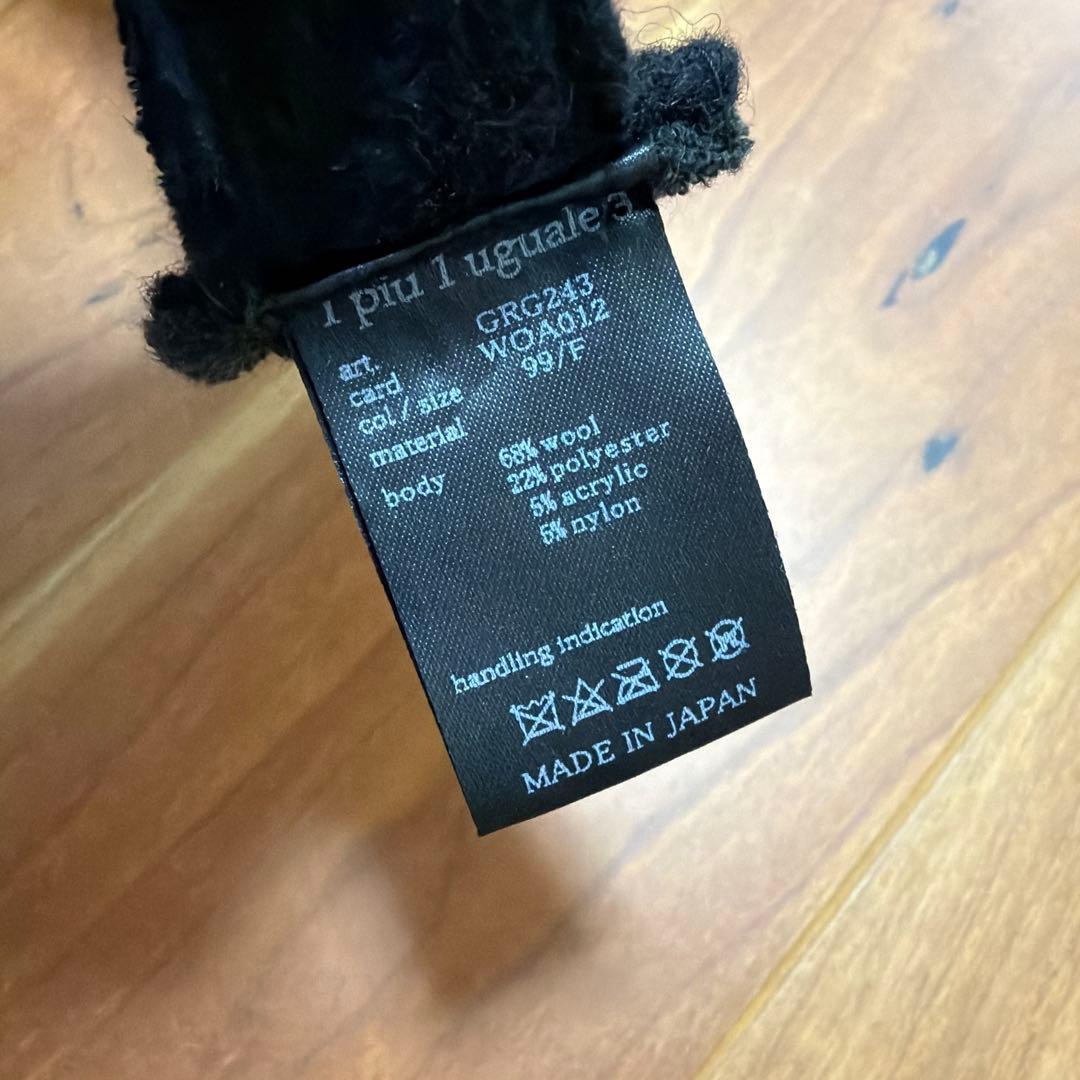 1 piu 1 uguale 3
art. GRG243
card WOA012
col / size 99/F
material
body 68% wool
22% polyester
5% acrylic
5% nylon
handling indication
MADE IN JAPAN